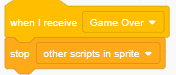 when I receive Game Over
stop other scripts in sprite